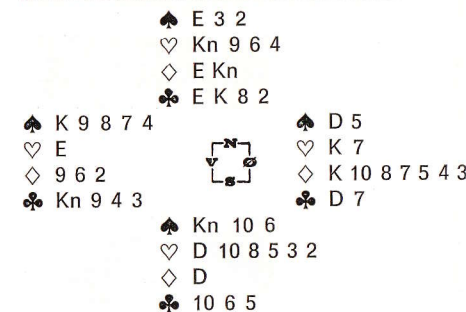 ♠ E 3 2
♡ Kn 9 6 4
♢ E Kn
♣ E K 8 2
♠ K 9 8 7 4
♡ E
♢ 9 6 2
♣ Kn 9 4 3
N
V Ø
S
♠ D 5
♡ K 7
♢ K 10 8 7 5 4 3
♣ D 7
♠ Kn 10 6
♡ D 10 8 5 3 2
♢ D
♣ 10 6 5